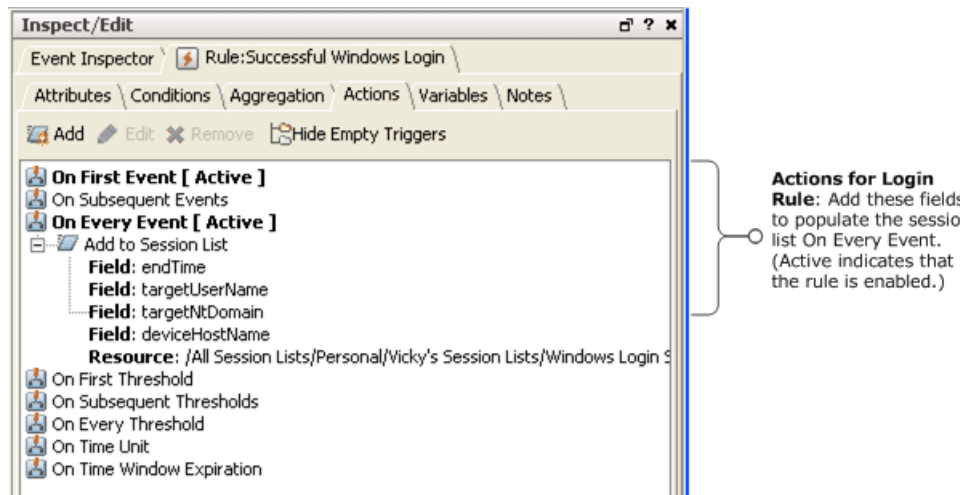 Inspect/Edit
Event Inspector Rule:Successful Windows Login
Attributes Conditions Aggregation Actions Variables Notes
Add Edit Remove Hide Empty Triggers
On First Event [ Active ]
On Subsequent Events
On Every Event [ Active ]
Add to Session List
Field: endTime
Field: targetUserName
Field: targetNtDomain
Field: deviceHostName
Resource: /All Session Lists/Personal/Vicky's Session Lists/Windows Login
On First Threshold
On Subsequent Thresholds
On Every Threshold
On Time Unit
On Time Window Expiration
Actions for Login
Rule: Add these fields
to populate the sessio
list On Every Event.
(Active indicates that
the rule is enabled.)